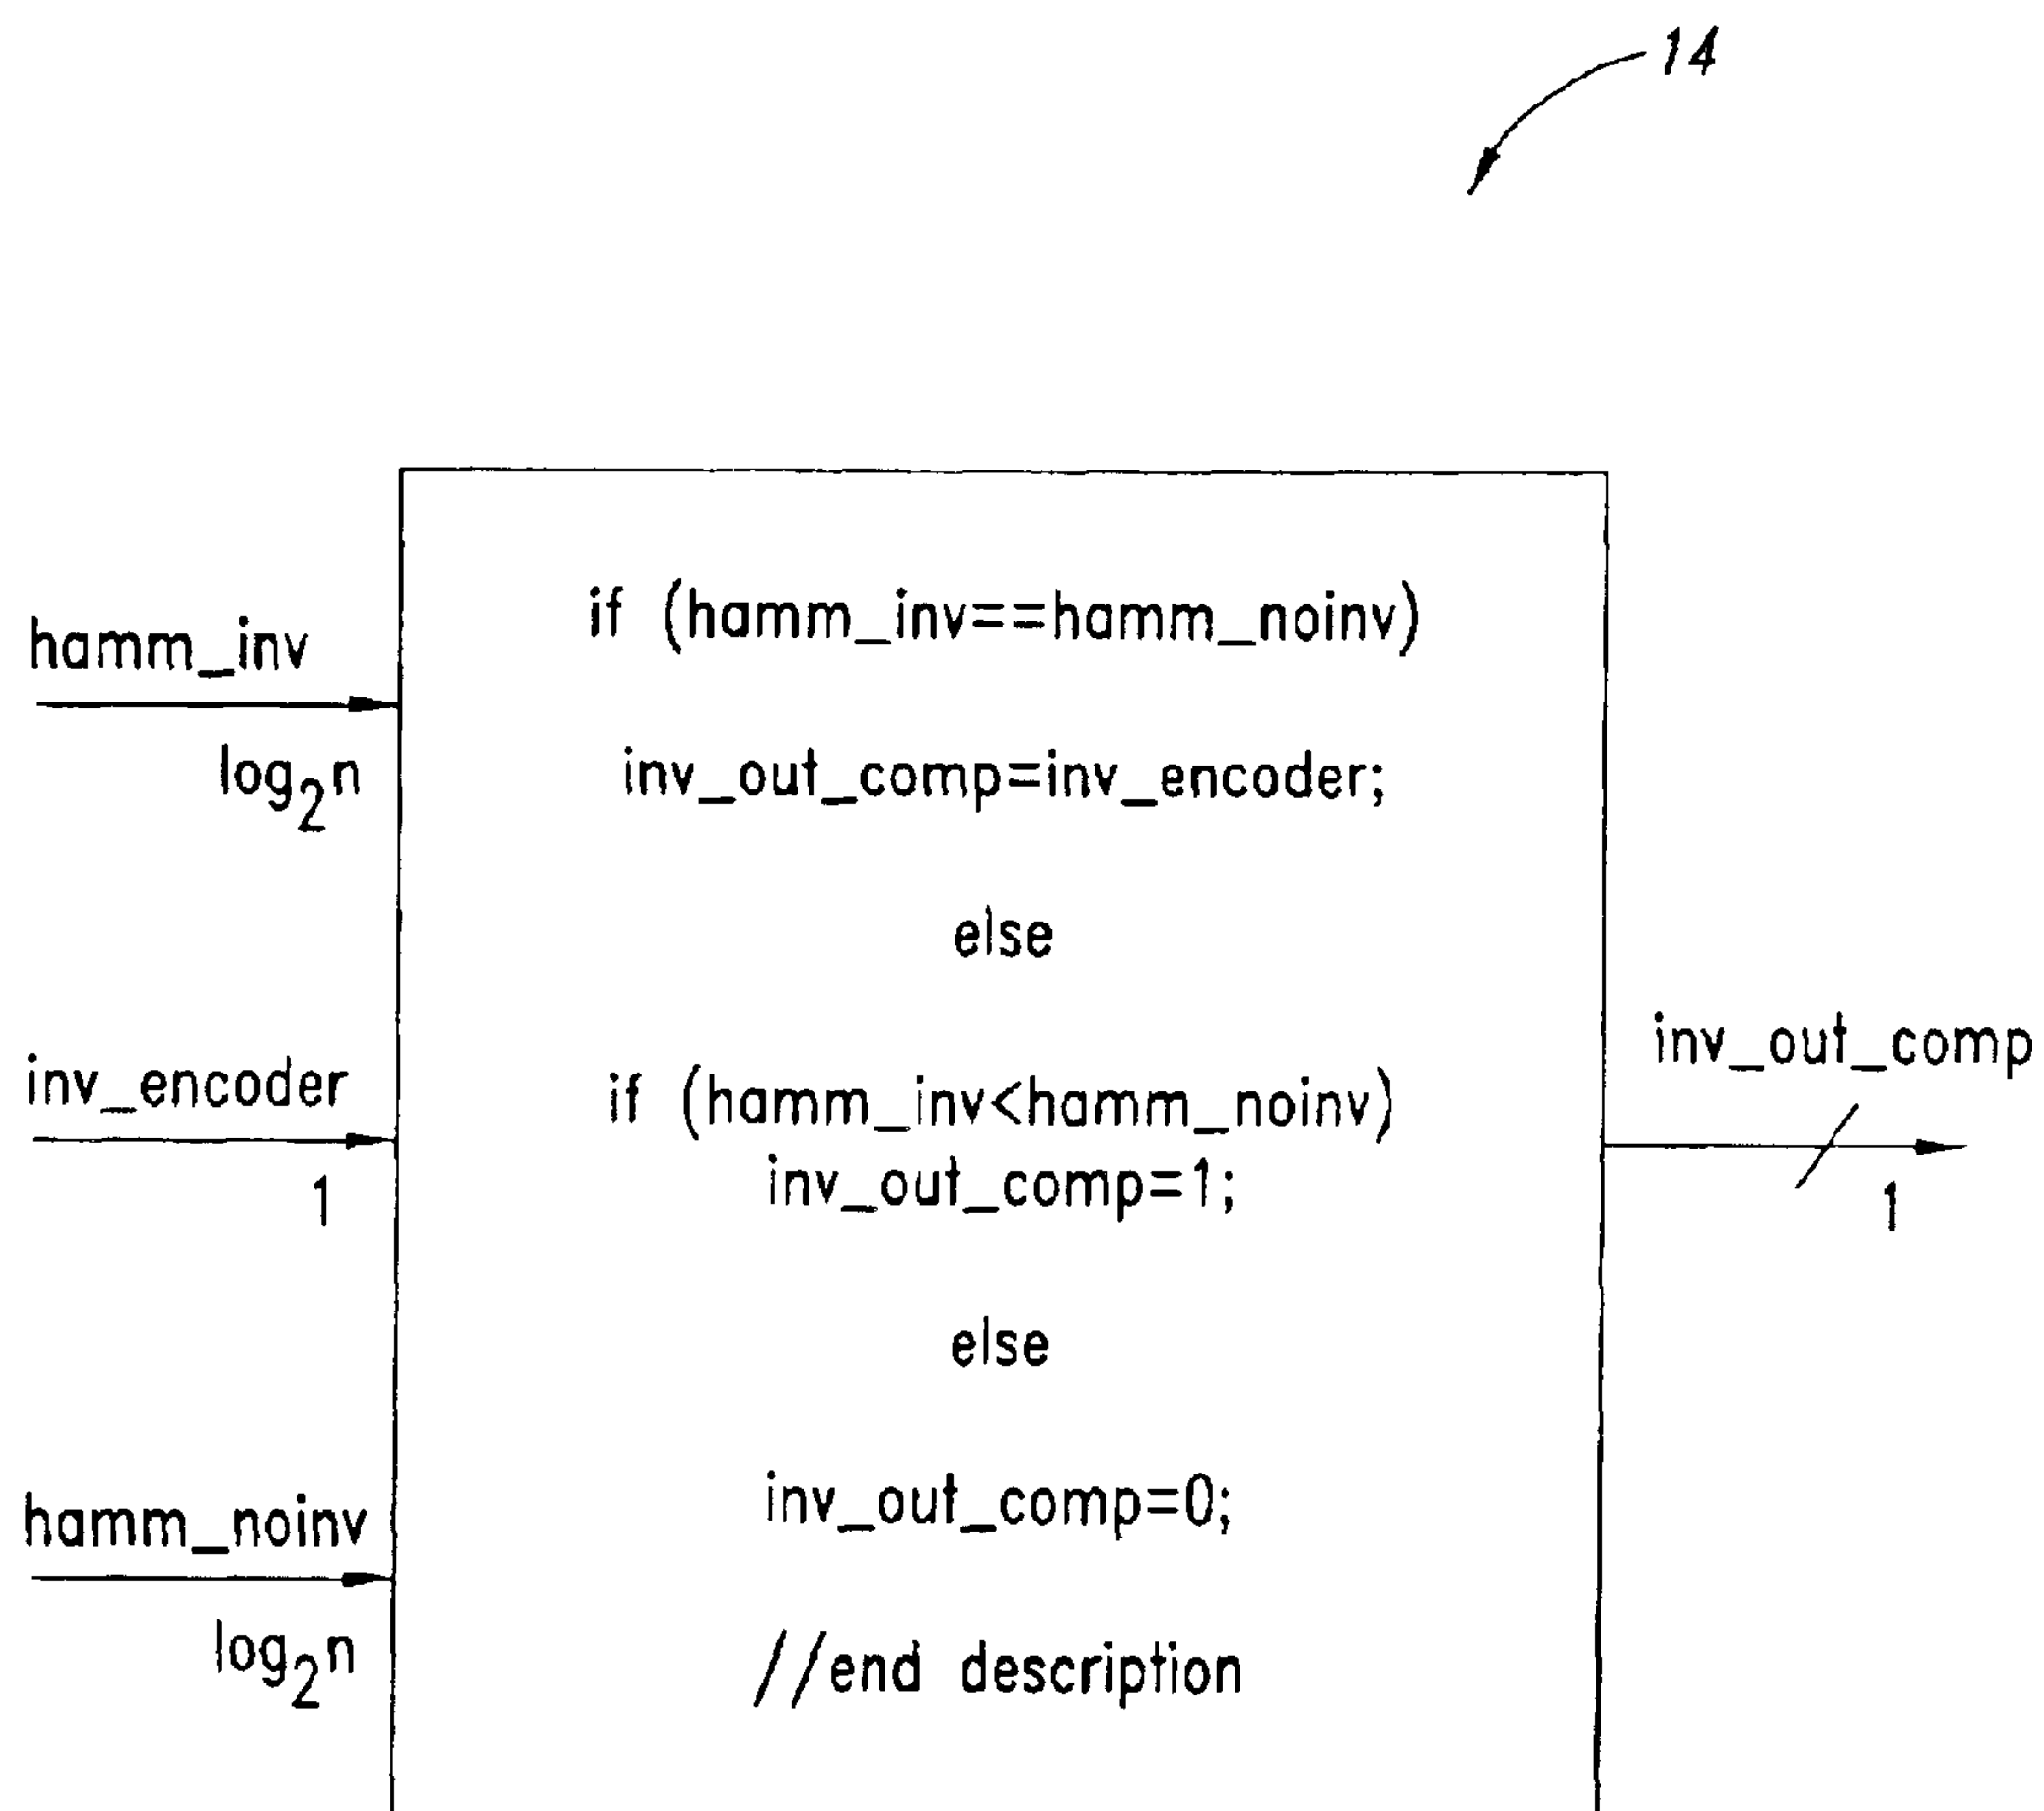 14
if (hamm_inv==hamm_noinv)
hamm_inv
log2n
inv_out_comp=inv_encoder;
else
inv_out_comp
inv_encoder
if (hamm_inv<hamm_noinv)
1
inv_out_comp=1;
1
else
hamm_noinv
inv_out_comp=0;
log2n
//end description